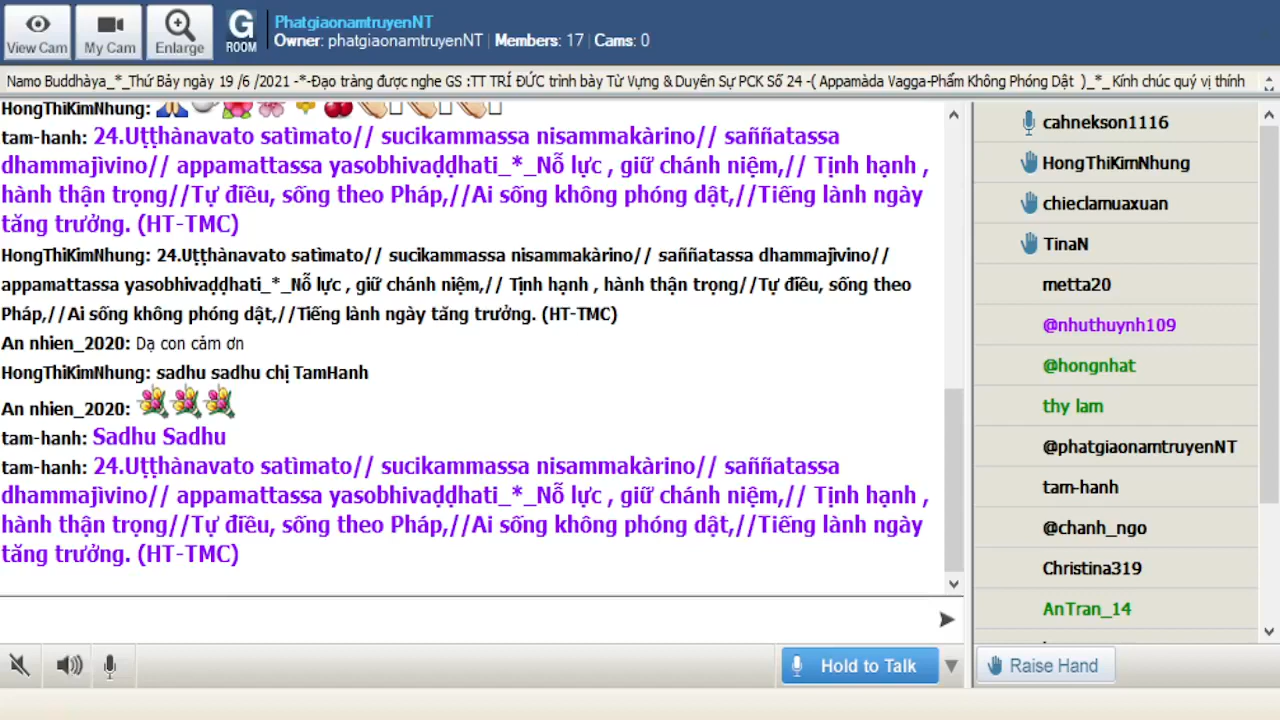 View Cam
My Cam
Enlarge
G
ROOM
PhatgiaonamtruyenNT
Owner: phatgiaonamtruyenNT | Members: 17 | Cams: 0
Namo Buddhàya_*_Thứ Bảy ngày 19 /6 /2021 -*-Đạo tràng được nghe GS :TT TRÍ ĐỨC trình bày Từ Vựng & Duyên Sự PCK Số 24 -( Appamàda Vagga-Phẩm Không Phóng Dật )_*_ Kính chúc quý vị thính
HongThiKimNhung:
tam-hanh: 24.Uṭṭhànavato satìmato// sucikammassa nisammakàrino// saññatassa
dhammajìvino// appamattassa yasobhivaḍḍhati_*_Nỗ lực , giữ chánh niệm,// Tịnh hạnh ,
hành thận trọng//Tự điều, sống theo Pháp,//Ai sống không phóng dật,//Tiếng lành ngày
tăng trưởng. (HT-TMC)
HongThiKimNhung: 24.Uṭṭhànavato satìmato// sucikammassa nisammakàrino// saññatassa dhammajìvino//
appamattassa yasobhivaḍḍhati_*_Nỗ lực , giữ chánh niệm,// Tịnh hạnh , hành thận trọng//Tự điều, sống theo
Pháp,//Ai sống không phóng dật,//Tiếng lành ngày tăng trưởng. (HT-TMC)
An nhien_2020: Dạ con cảm ơn
HongThiKimNhung: sadhu sadhu chị TamHanh
An nhien_2020:
tam-hanh: Sadhu Sadhu
tam-hanh: 24.Uṭṭhànavato satìmato// sucikammassa nisammakàrino// saññatassa
dhammajìvino// appamattassa yasobhivaḍḍhati_*_Nỗ lực , giữ chánh niệm,// Tịnh hạnh ,
hành thận trọng//Tự điều, sống theo Pháp,//Ai sống không phóng dật,//Tiếng lành ngày
tăng trưởng. (HT-TMC)
Hold to Talk
cahnekson1116
HongThiKimNhung
chieclamuaxuan
TinaN
metta20
@nhuthuynh109
@hongnhat
thy lam
@phatgiaonamtruyenNT
tam-hanh
@chanh_ngo
Christina319
AnTran_14
Raise Hand